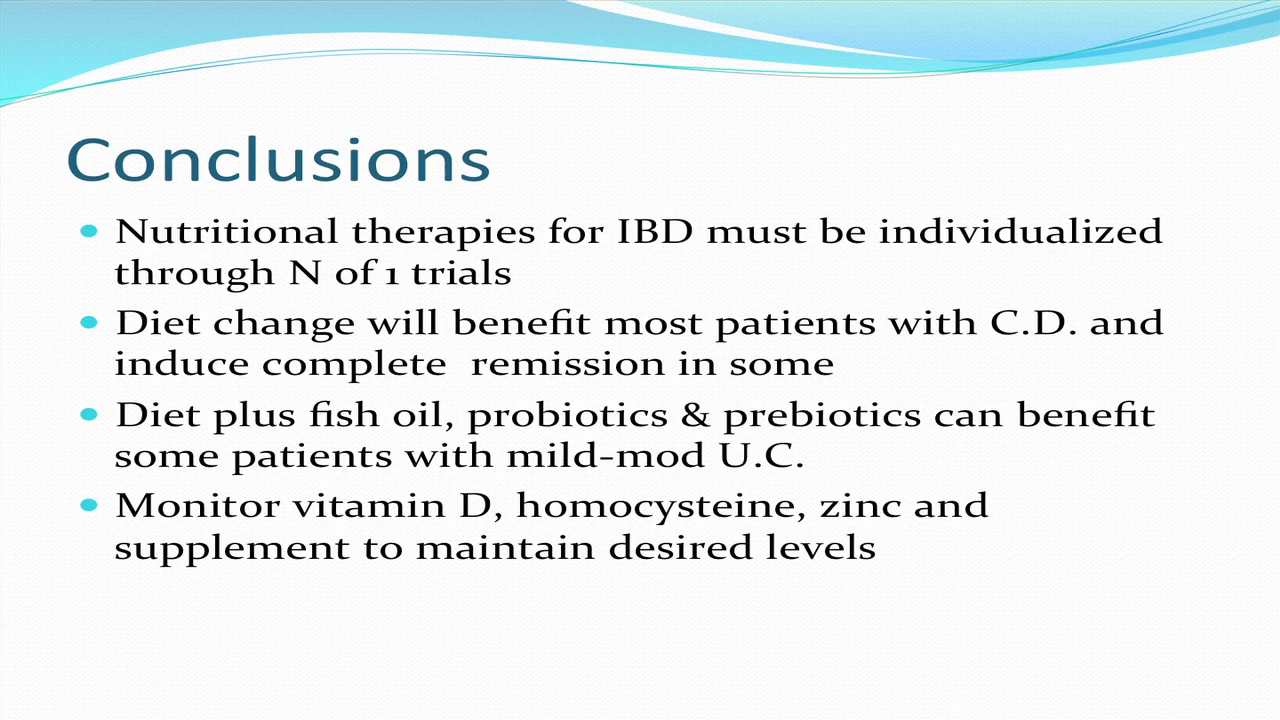 Conclusions
• Nutritional therapies for IBD must be individualized
through N of 1 trials
• Diet change will benefit most patients with C.D. and
induce complete  remission in some
• Diet plus fish oil, probiotics & prebiotics can benefit
some patients with mild-mod U.C.
• Monitor vitamin D, homocysteine, zinc and
supplement to maintain desired levels